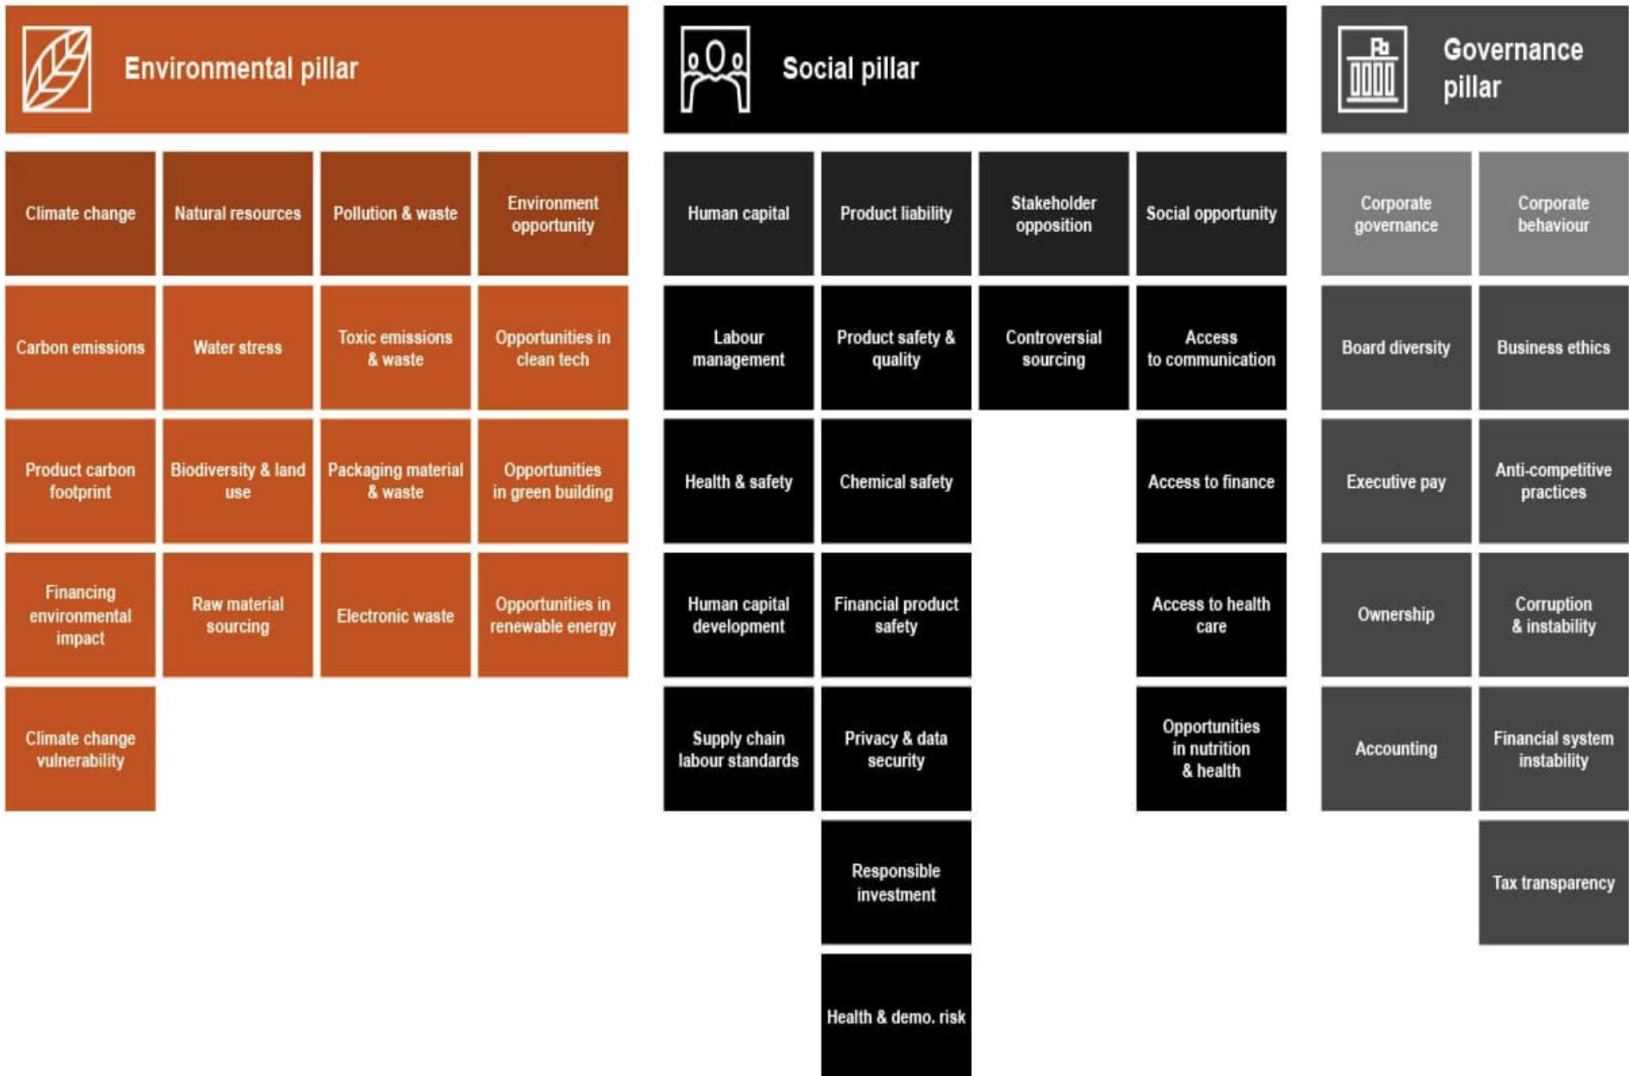 Environmental pillar
Social pillar
Governance
pillar
Climate change
Natural resources
Pollution & waste
Environment
opportunity
Human capital
Product liability
Stakeholder
opposition
Social opportunity
Corporate
governance
Corporate
behaviour
Carbon emissions
Water stress
Toxic emissions
& waste
Opportunities in
clean tech
Labour
management
Product safety &
quality
Controversial
sourcing
Access
to communication
Board diversity
Business ethics
Product carbon
footprint
Biodiversity & land
use
Packaging material
& waste
Opportunities
in green building
Health & safety
Chemical safety
Access to finance
Executive pay
Anti-competitive
practices
Financing
environmental
impact
Raw material
sourcing
Electronic waste
Opportunities in
renewable energy
Human capital
development
Financial product
safety
Access to health
care
Ownership
Corruption
& instability
Climate change
vulnerability
Supply chain
labour standards
Privacy & data
security
Opportunities
in nutrition
& health
Accounting
Financial system
instability
Responsible
investment
Tax transparency
Health & demo. risk